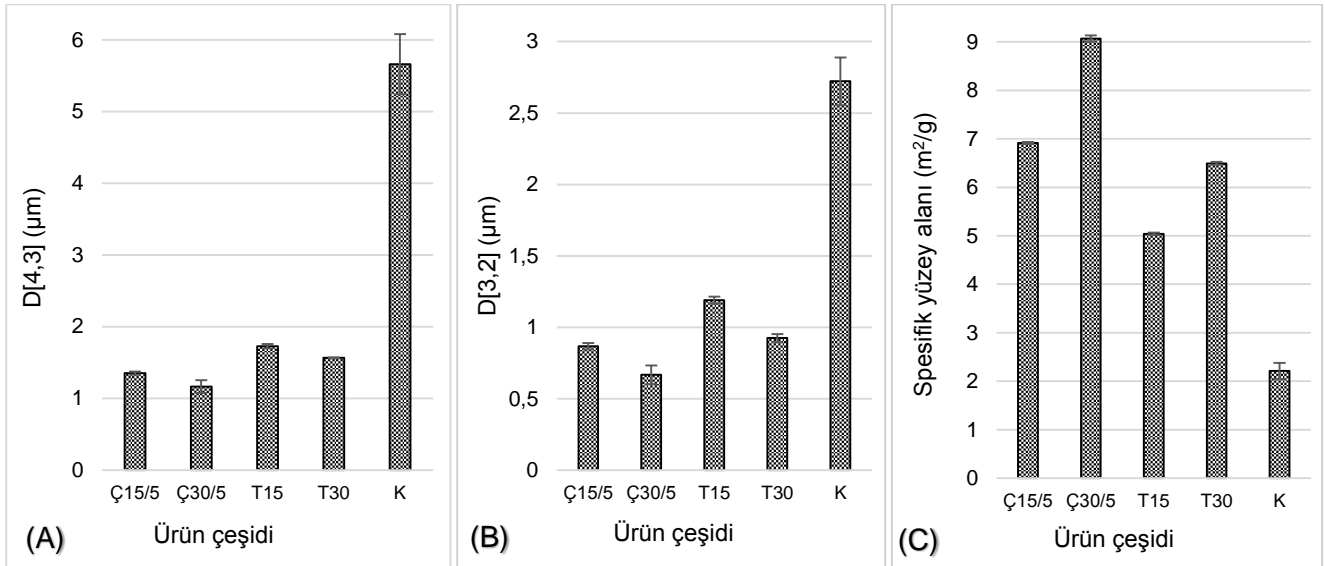 D[4,3] (µm)
6
5
4
3
2
1
0
Ç15/5 Ç30/5 T15 T30 K
Ürün çeşidi
(A)
D[3,2] (µm)
3
2,5
2
1,5
1
0,5
0
Ç15/5 Ç30/5 T15 T30 K
Ürün çeşidi
(B)
Spesifik yüzey alanı (m²/g)
9
8
7
6
5
4
3
2
1
0
Ç15/5 Ç30/5 T15 T30 K
Ürün çeşidi
(C)